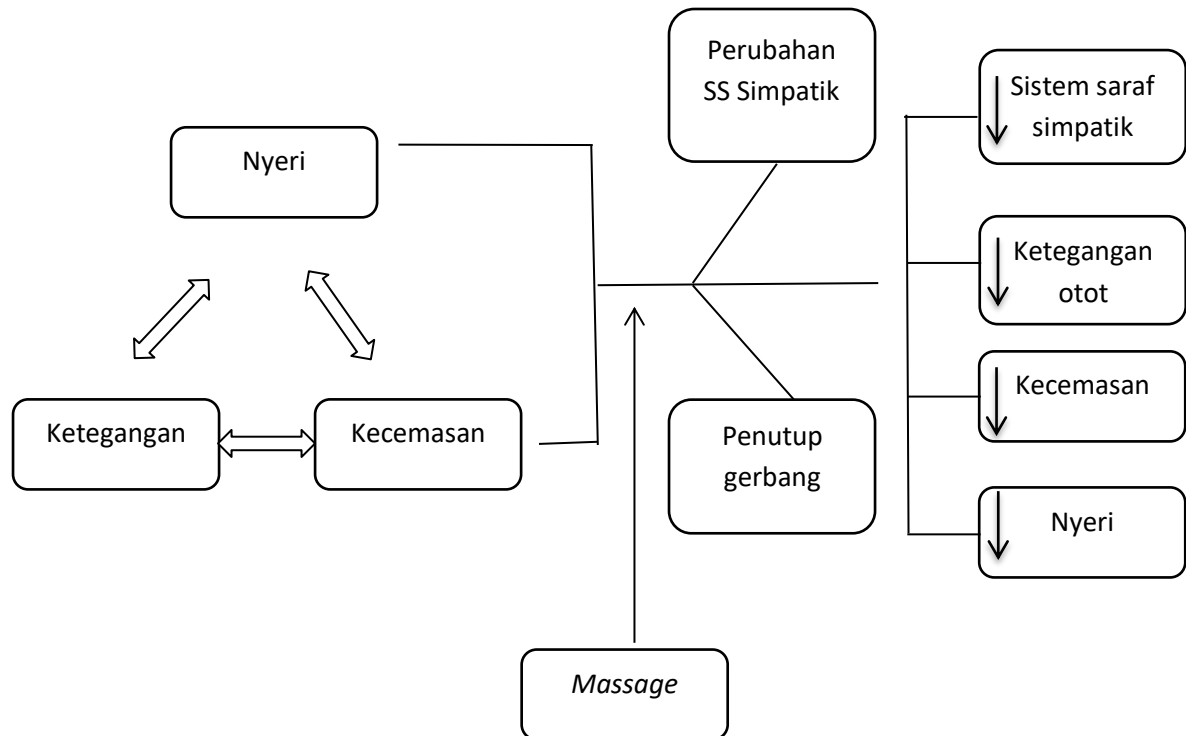 Perubahan
SS Simpatik
Sistem saraf
simpatik
Nyeri
Ketegangan
otot
Ketegangan
Kecemasan
Kecemasan
Penutup
gerbang
Nyeri
Massage